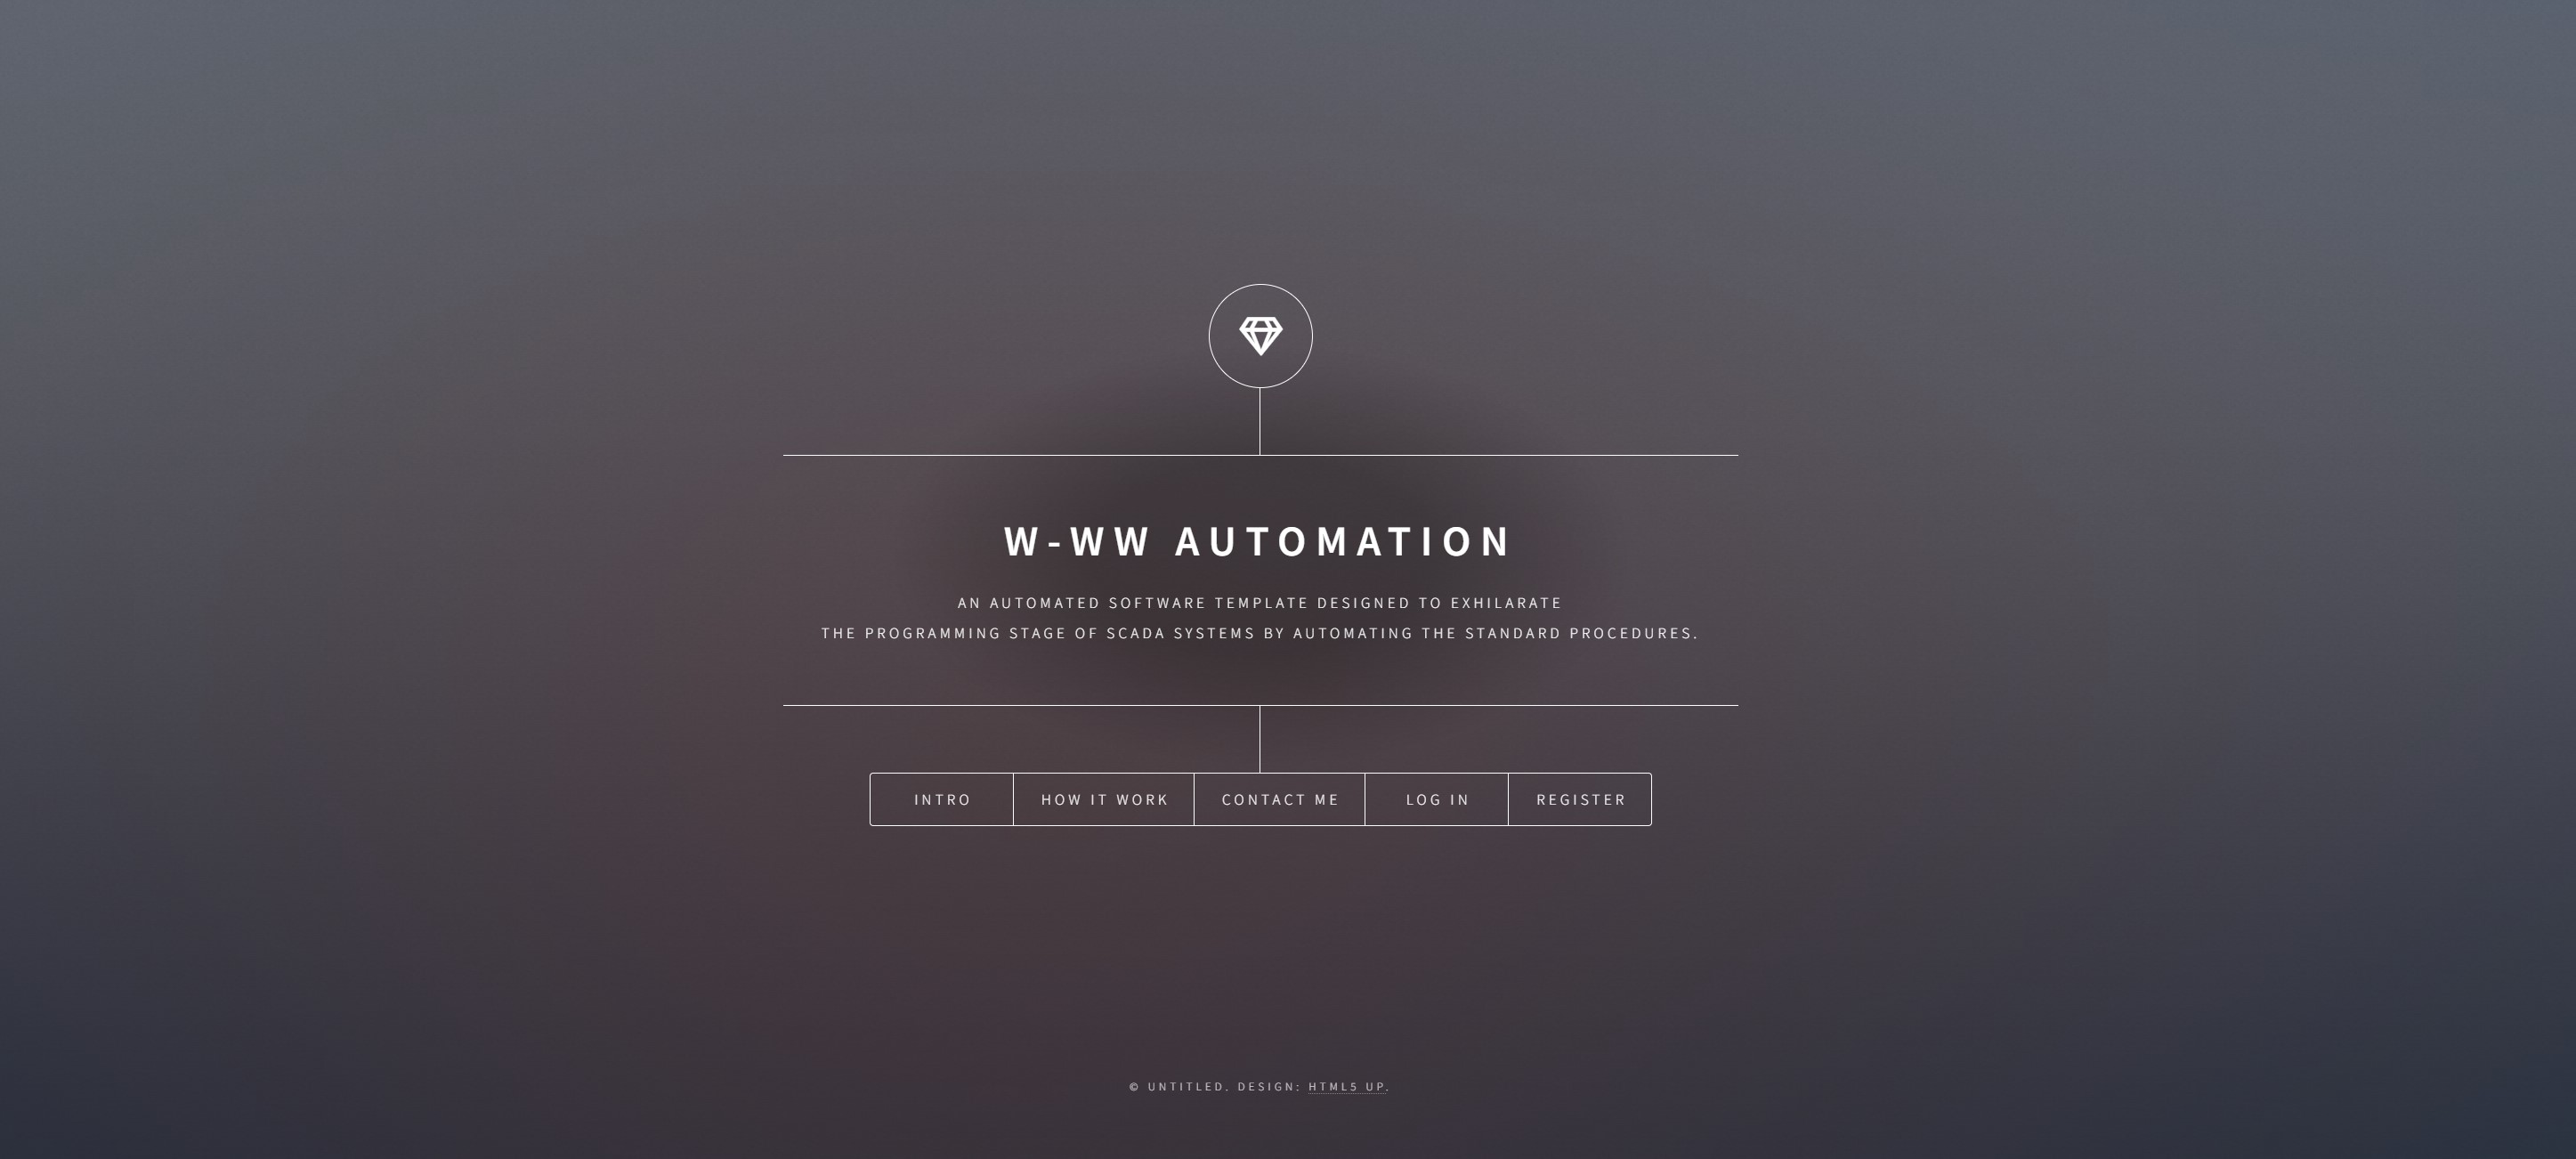 W-WW AUTOMATION
AN AUTOMATED SOFTWARE TEMPLATE DESIGNED TO EXHILARATE
THE PROGRAMMING STAGE OF SCADA SYSTEMS BY AUTOMATING THE STANDARD PROCEDURES.
INTRO HOW IT WORK CONTACT ME LOG IN REGISTER
© UNTITLED. DESIGN: HTML5 UP.